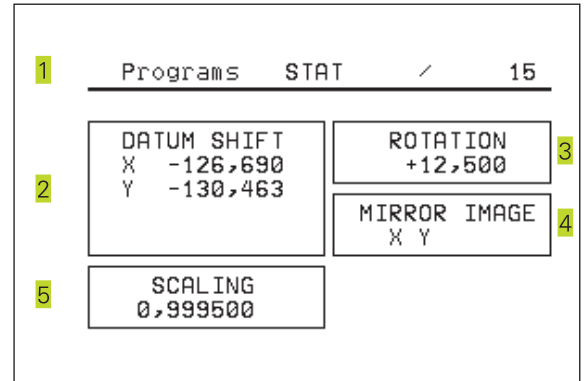 1 Programs STAT / 15
2 DATUM SHIFT
X -126,690
Y -130,463
ROTATION 3
+12,500
MIRROR IMAGE 4
X Y
5 SCALING
0,999500